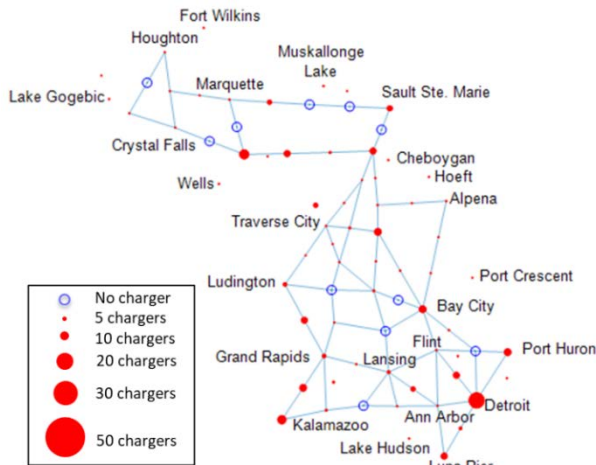 Fort Wilkins
Houghton
Muskallonge
Lake
Marquette
Sault Ste. Marie
Lake Gogebic
Crystal Falls
Cheboygan
Hoeft
Wells
Alpena
Traverse City
Ludington
Port Crescent
Bay City
No charger
5 chargers
10 chargers
20 chargers
30 chargers
50 chargers
Flint
Port Huron
Grand Rapids
Lansing
Detroit
Ann Arbor
Kalamazoo
Lake Hudson